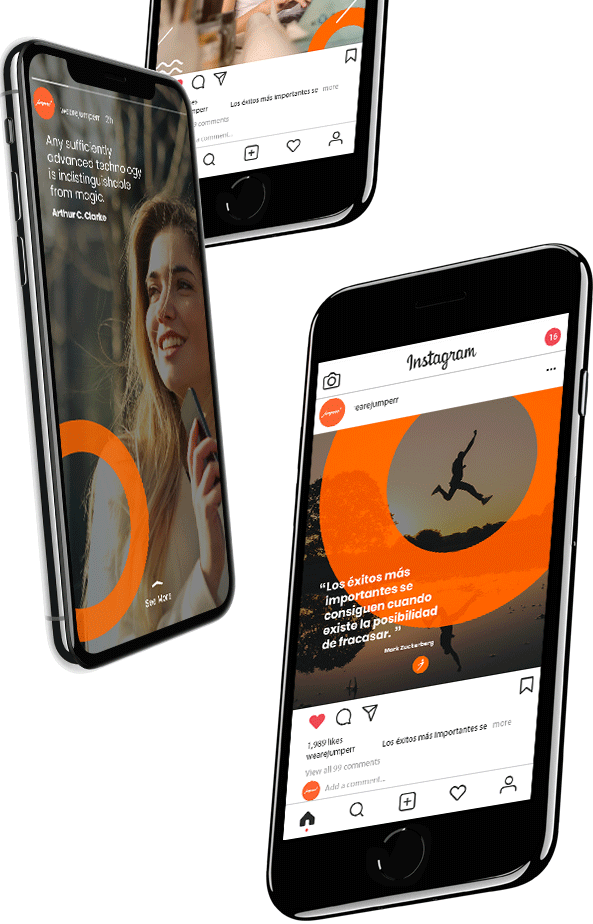 likes
Los éxitos más importantes se more
comments
a comment...
wearejumperr 2h
Any sufficiently
advanced technology
is indistinguishable
from magic.
Arthur C. Clarke
See More
Instagram
16
wearejumperr
“Los éxitos más
importantes se
consiguen cuando
existe la posibilidad
de fracasar.”
Mark Zuckerberg
1,989 likes
wearejumperr Los éxitos más importantes se more
View all 99 comments
Add a comment...